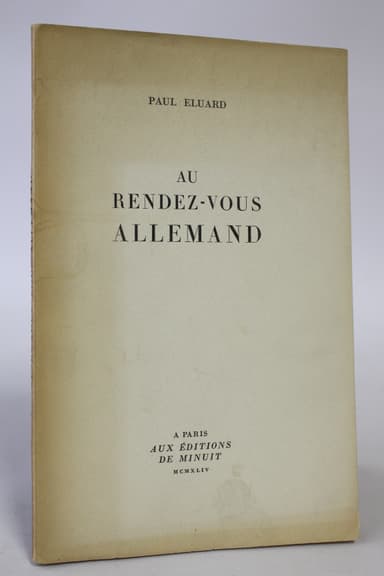 PAUL ELUARD
AU
RENDEZ-VOUS
ALLEMAND
A PARIS
AUX ÉDITIONS
DE MINUIT
MCMXLIV